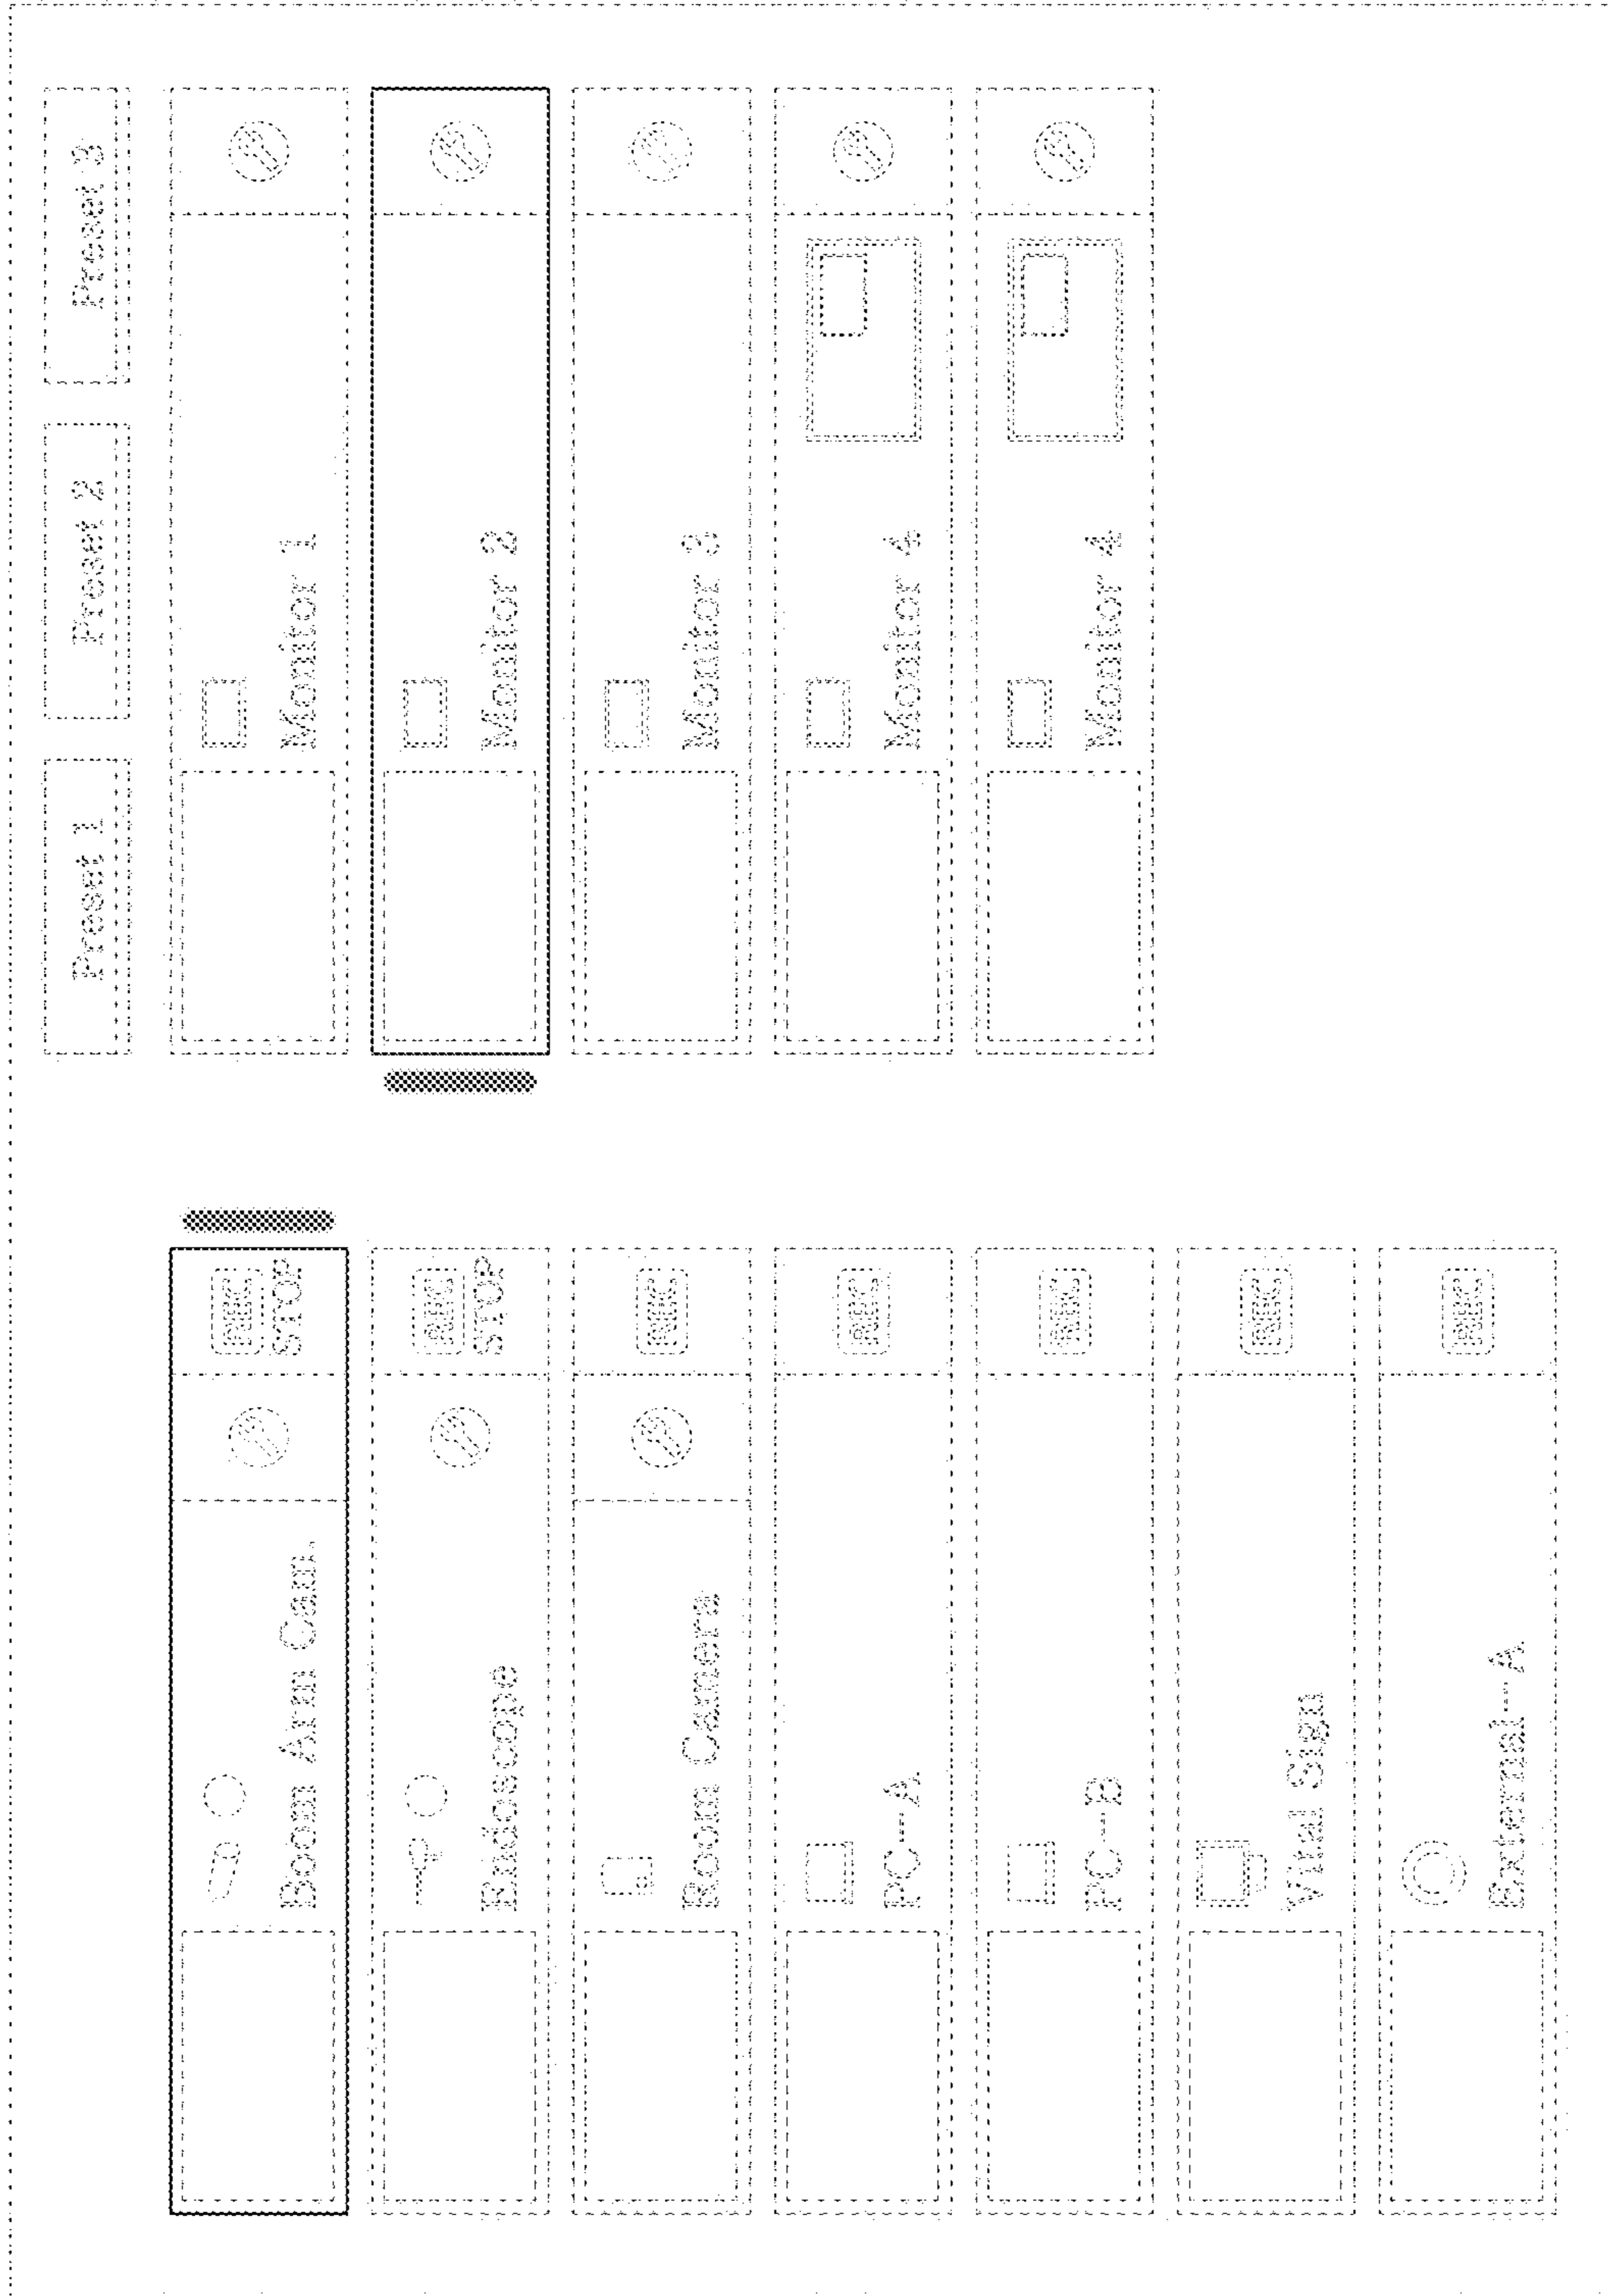 Preset 1
Preset 2
Preset 3
Boom Arm Cam.
REC
STOP
Endoscope
REC
STOP
Room Camera
REC
PC-A
REC
PC-B
REC
Vital Sign
REC
External-A
REC
Monitor 1
Monitor 2
Monitor 3
Monitor 4
Monitor 4